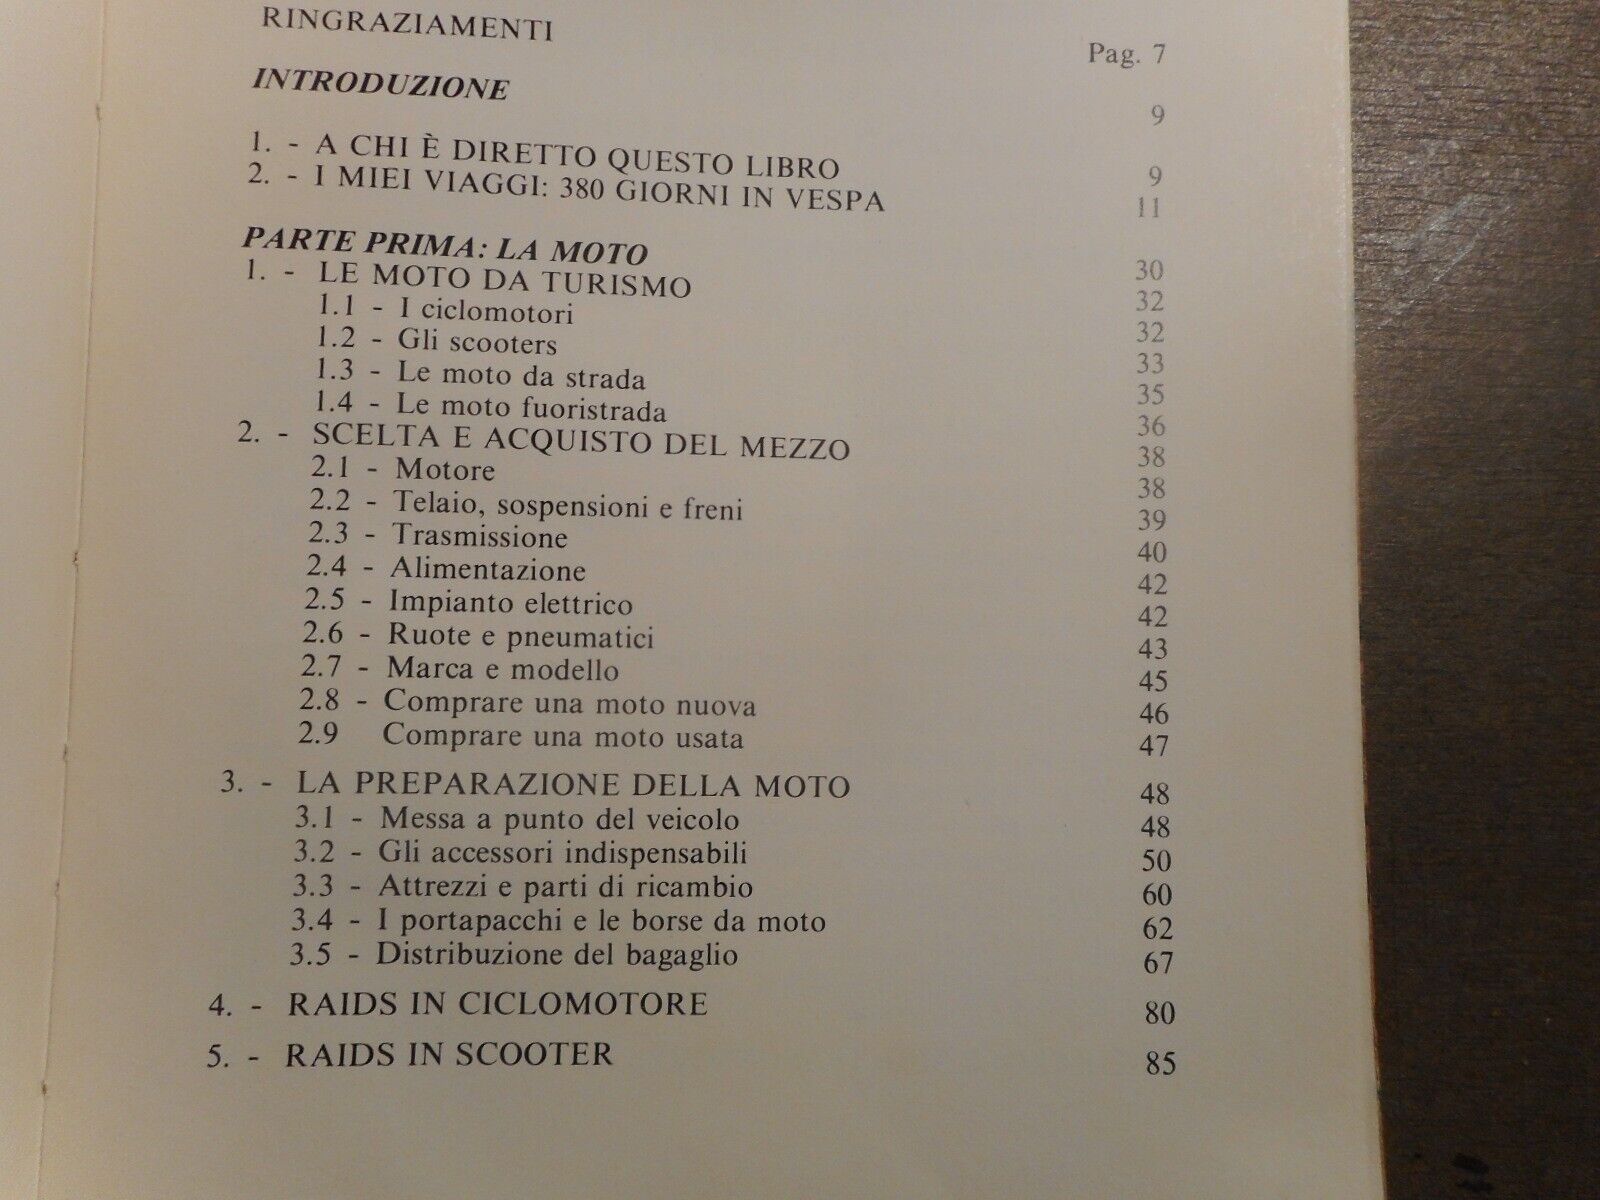 RINGRAZIAMENTI Pag. 7
INTRODUZIONE 9
1. - A CHI È DIRETTO QUESTO LIBRO 9
2. - I MIEI VIAGGI: 380 GIORNI IN VESPA 11
PARTE PRIMA: LA MOTO 30
1. - LE MOTO DA TURISMO 32
1.1 - I ciclomotori 32
1.2 - Gli scooters 33
1.3 - Le moto da strada 35
1.4 - Le moto fuoristrada 36
2. - SCELTA E ACQUISTO DEL MEZZO 38
2.1 - Motore 38
2.2 - Telaio, sospensioni e freni 39
2.3 - Trasmissione 40
2.4 - Alimentazione 42
2.5 - Impianto elettrico 42
2.6 - Ruote e pneumatici 43
2.7 - Marca e modello 45
2.8 - Comprare una moto nuova 46
2.9 Comprare una moto usata 47
3. - LA PREPARAZIONE DELLA MOTO 48
3.1 - Messa a punto del veicolo 48
3.2 - Gli accessori indispensabili 50
3.3 - Attrezzi e parti di ricambio 60
3.4 - I portapacchi e le borse da moto 62
3.5 - Distribuzione del bagaglio 67
4. - RAIDS IN CICLOMOTORE 80
5. - RAIDS IN SCOOTER 85